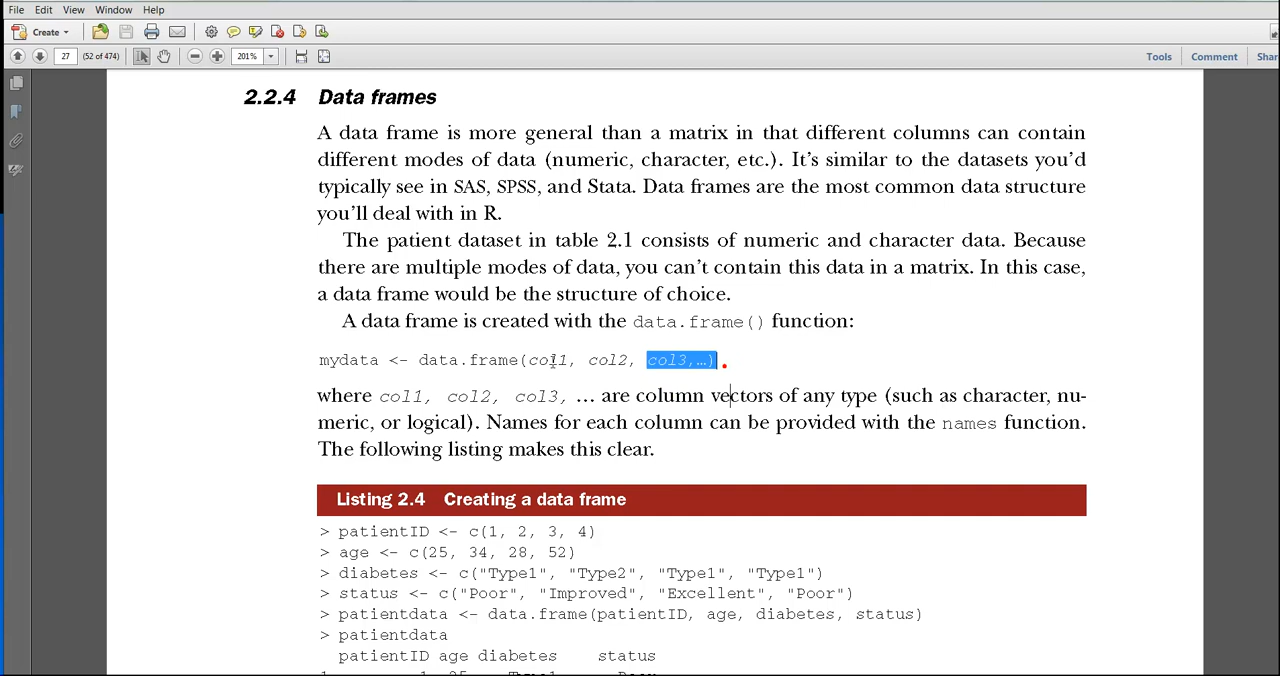 File Edit View Window Help
Create
27 (52 of 474) 201% Tools Comment Shar
2.2.4 Data frames
A data frame is more general than a matrix in that different columns can contain
different modes of data (numeric, character, etc.). It's similar to the datasets you'd
typically see in SAS, SPSS, and Stata. Data frames are the most common data structure
you'll deal with in R.
The patient dataset in table 2.1 consists of numeric and character data. Because
there are multiple modes of data, you can't contain this data in a matrix. In this case,
a data frame would be the structure of choice.
A data frame is created with the data.frame() function:
mydata <- data.frame(col1, col2, col3,…)
where col1, col2, col3, … are column vectors of any type (such as character, nu-
meric, or logical). Names for each column can be provided with the names function.
The following listing makes this clear.
Listing 2.4 Creating a data frame
> patientID <- c(1, 2, 3, 4)
> age <- c(25, 34, 28, 52)
> diabetes <- c("Type1", "Type2", "Type1", "Type1")
> status <- c("Poor", "Improved", "Excellent", "Poor")
> patientdata <- data.frame(patientID, age, diabetes, status)
> patientdata
patientID age diabetes status